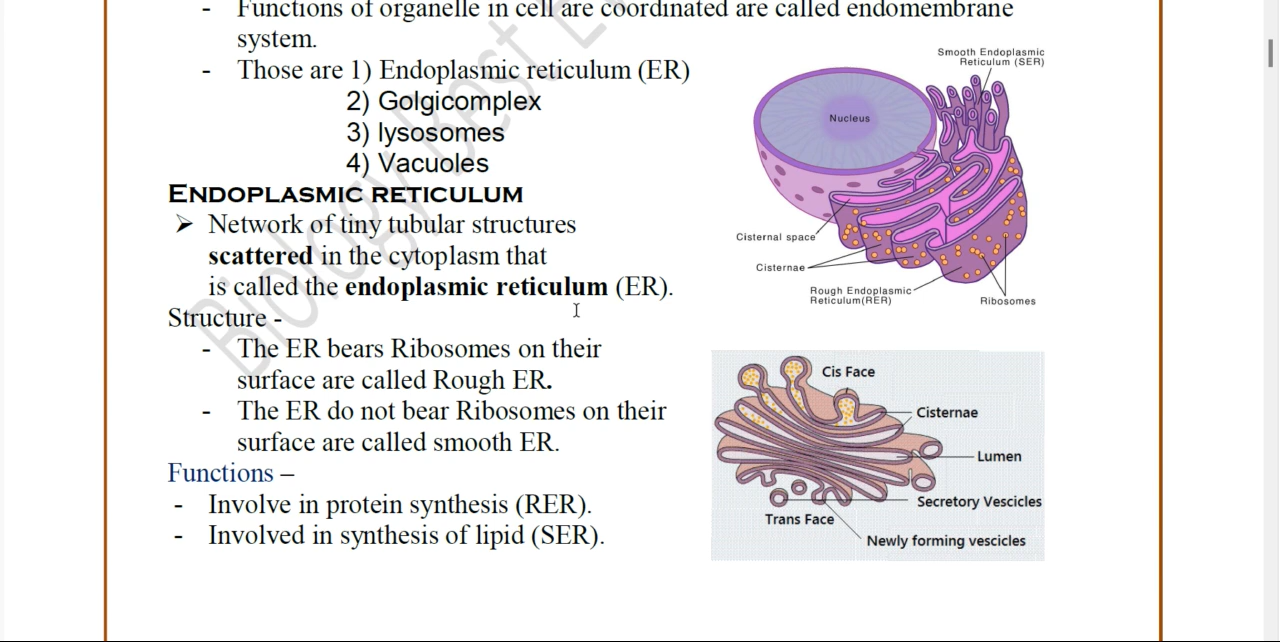 - Functions of organelle in cell are coordinated are called endomembrane
system.
- Those are 1) Endoplasmic reticulum (ER)
2) Golgicomplex
3) lysosomes
4) Vacuoles
ENDOPLASMIC RETICULUM
➢ Network of tiny tubular structures
scattered in the cytoplasm that
is called the endoplasmic reticulum (ER).
Structure -
- The ER bears Ribosomes on their
surface are called Rough ER.
- The ER do not bear Ribosomes on their
surface are called smooth ER.
Functions –
- Involve in protein synthesis (RER).
- Involved in synthesis of lipid (SER).
Smooth Endoplasmic
Reticulum (SER)
Nucleus
Cisternal space
Cisternae
Rough Endoplasmic
Reticulum(RER)
Ribosomes
Cis Face
Cisternae
Lumen
Secretory Vesicles
Trans Face
Newly forming vesicles
Biology Best